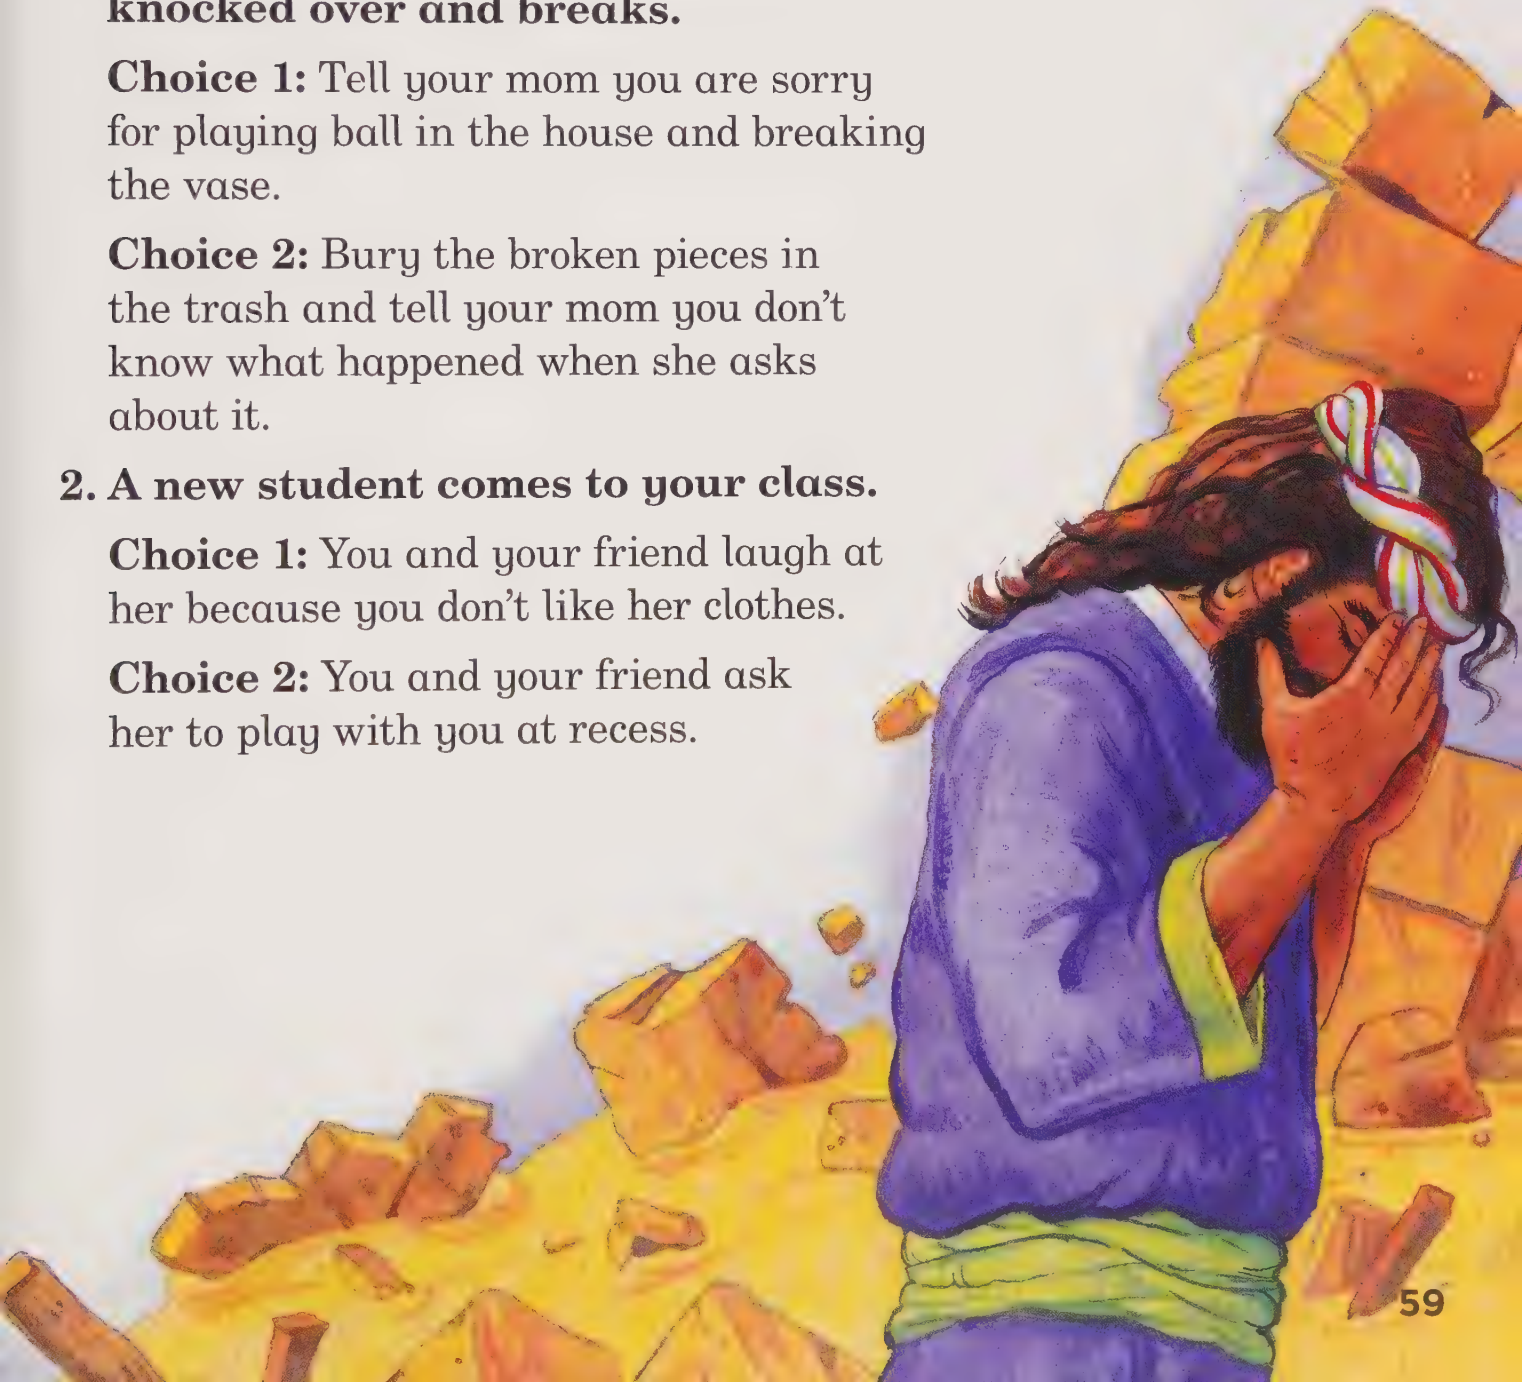 knocked over and breaks.
Choice 1: Tell your mom you are sorry
for playing ball in the house and breaking
the vase.
Choice 2: Bury the broken pieces in
the trash and tell your mom you don't
know what happened when she asks
about it.
2. A new student comes to your class.
Choice 1: You and your friend laugh at
her because you don't like her clothes.
Choice 2: You and your friend ask
her to play with you at recess.
59